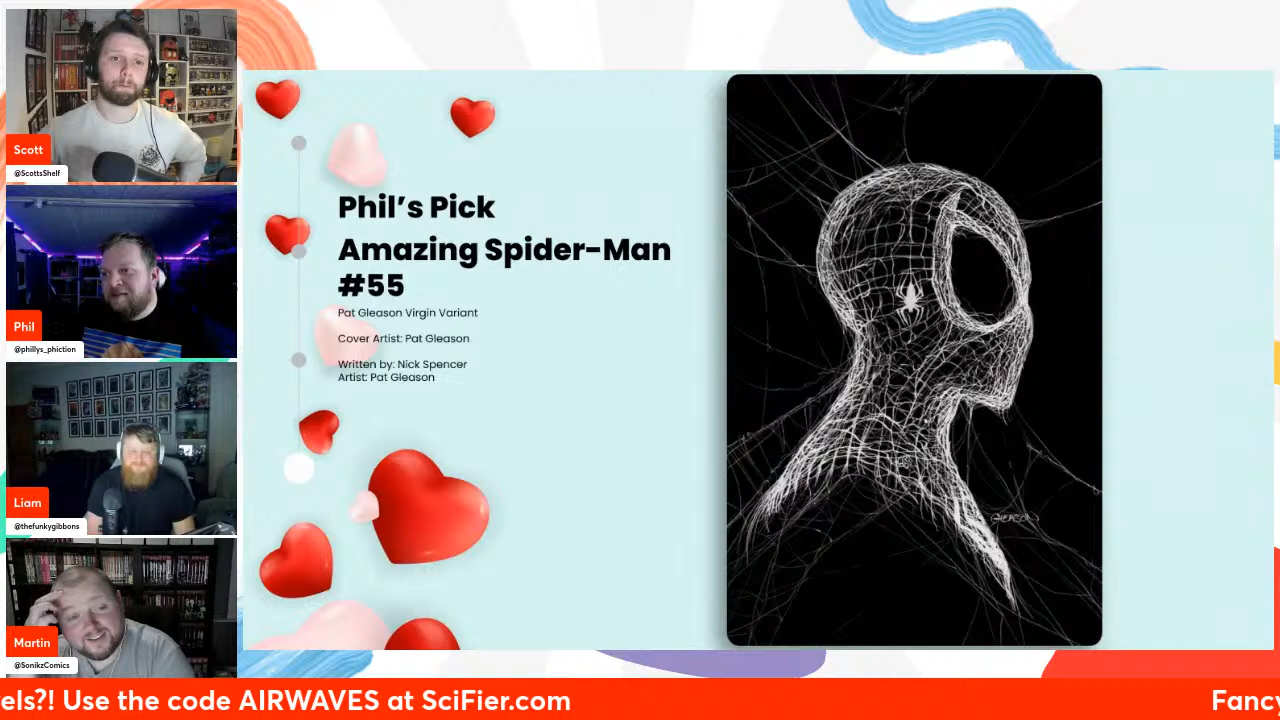 Scott
@ScottsShelf
Phil
@phillys_phiction
Liam
@thefunkygibbons
Martin
@SonikzComics
Phil’s Pick
Amazing Spider-Man
#55
Pat Gleason Virgin Variant
Cover Artist: Pat Gleason
Written by: Nick Spencer
Artist: Pat Gleason
GLEASON
els?! Use the code AIRWAVES at SciFier.com
Fancy